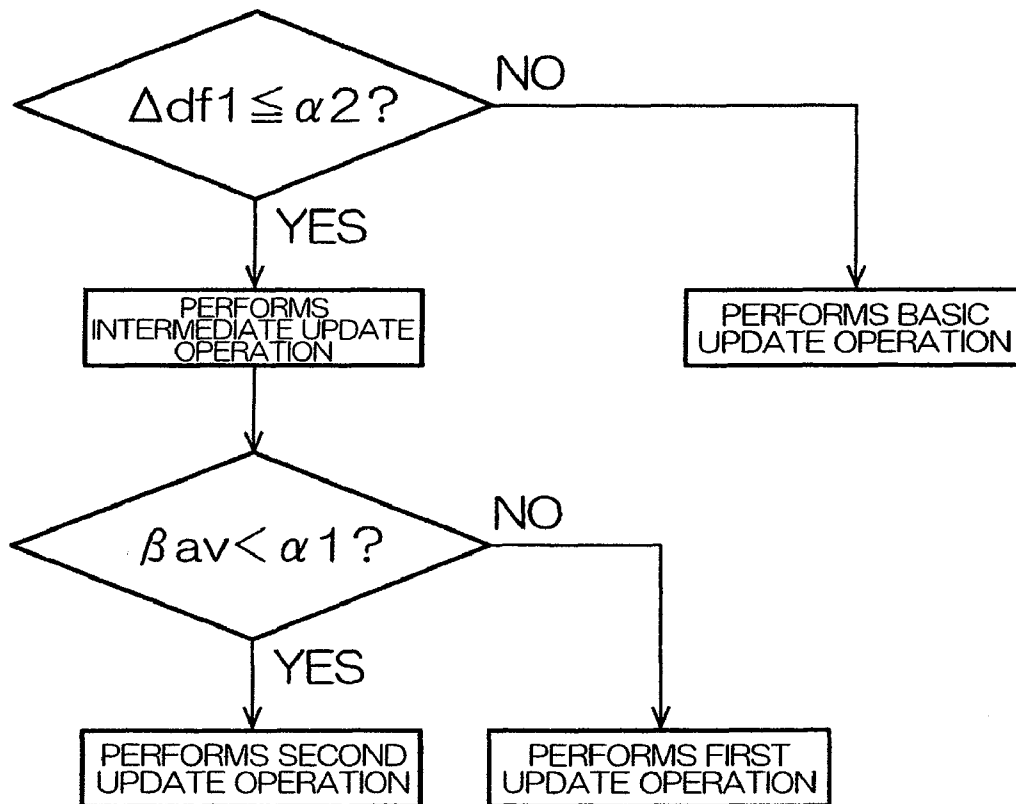 Δdf1≦α2?
NO
YES
PERFORMS
INTERMEDIATE UPDATE
OPERATION
PERFORMS BASIC
UPDATE OPERATION
βav<α1?
NO
YES
PERFORMS SECOND
UPDATE OPERATION
PERFORMS FIRST
UPDATE OPERATION